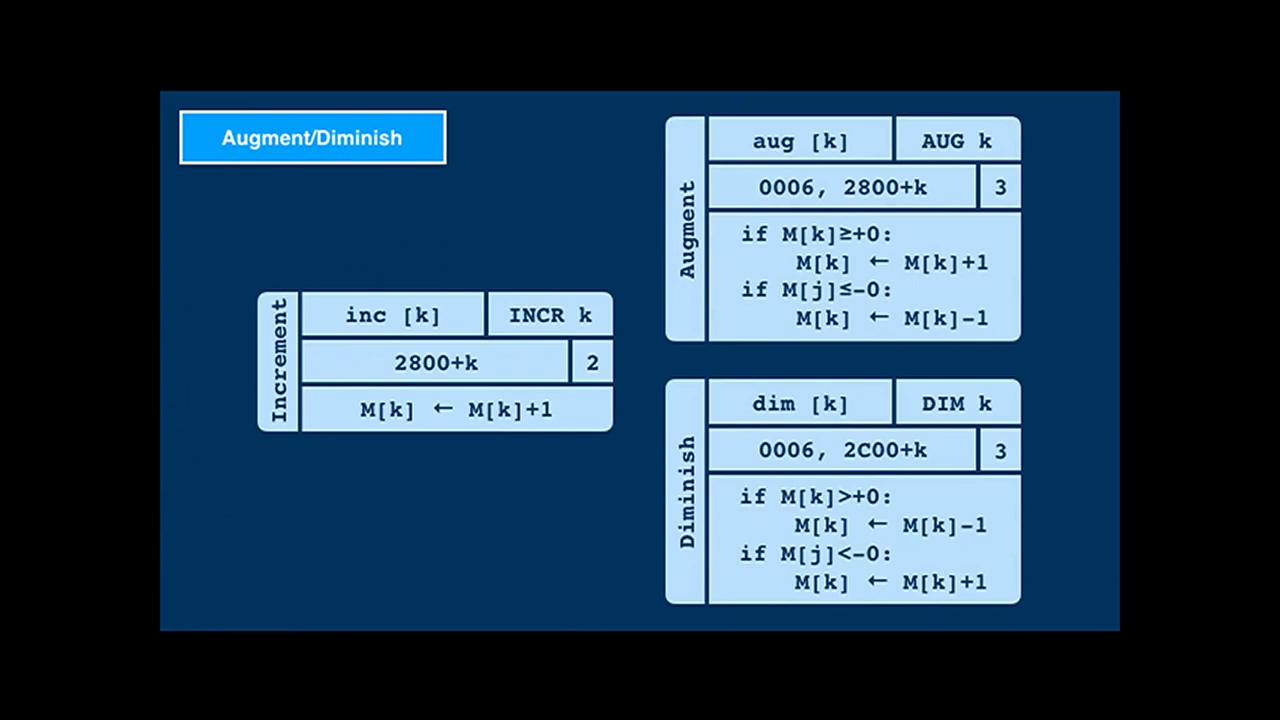 Augment/Diminish
Increment
inc [k]
INCR k
2800+k
2
M[k] ← M[k]+1
Augment
aug [k]
AUG k
0006, 2800+k
3
if M[k]≥+0:
M[k] ← M[k]+1
if M[j]≤-0:
M[k] ← M[k]-1
Diminish
dim [k]
DIM k
0006, 2C00+k
3
if M[k]>+0:
M[k] ← M[k]-1
if M[j]<-0:
M[k] ← M[k]+1